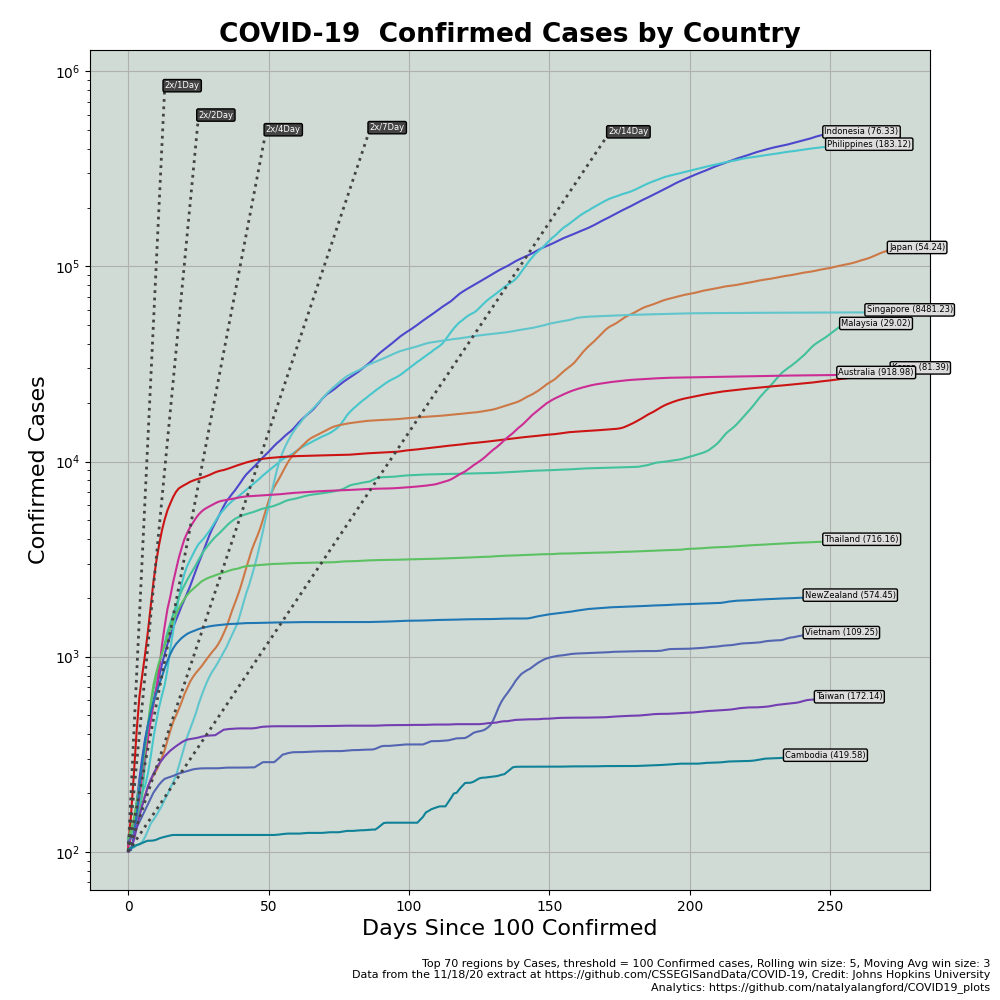 COVID-19  Confirmed Cases by Country
10^6
10^5
10^4
10^3
10^2
Confirmed Cases
2x/1Day
2x/2Day
2x/4Day
2x/7Day
2x/14Day
Indonesia (76.33)
Philippines (183.12)
Japan (54.24)
Singapore (8481.23)
Malaysia (29.02)
(81.39)
Australia (918.98)
Thailand (716.16)
NewZealand (574.45)
Vietnam (109.25)
Taiwan (172.14)
Cambodia (419.58)
0 50 100 150 200 250
Days Since 100 Confirmed
Top 70 regions by Cases, threshold = 100 Confirmed cases, Rolling win size: 5, Moving Avg win size: 3
Data from the 11/18/20 extract at https://github.com/CSSEGISandData/COVID-19, Credit: Johns Hopkins University
Analytics: https://github.com/natalyalangford/COVID19_plots